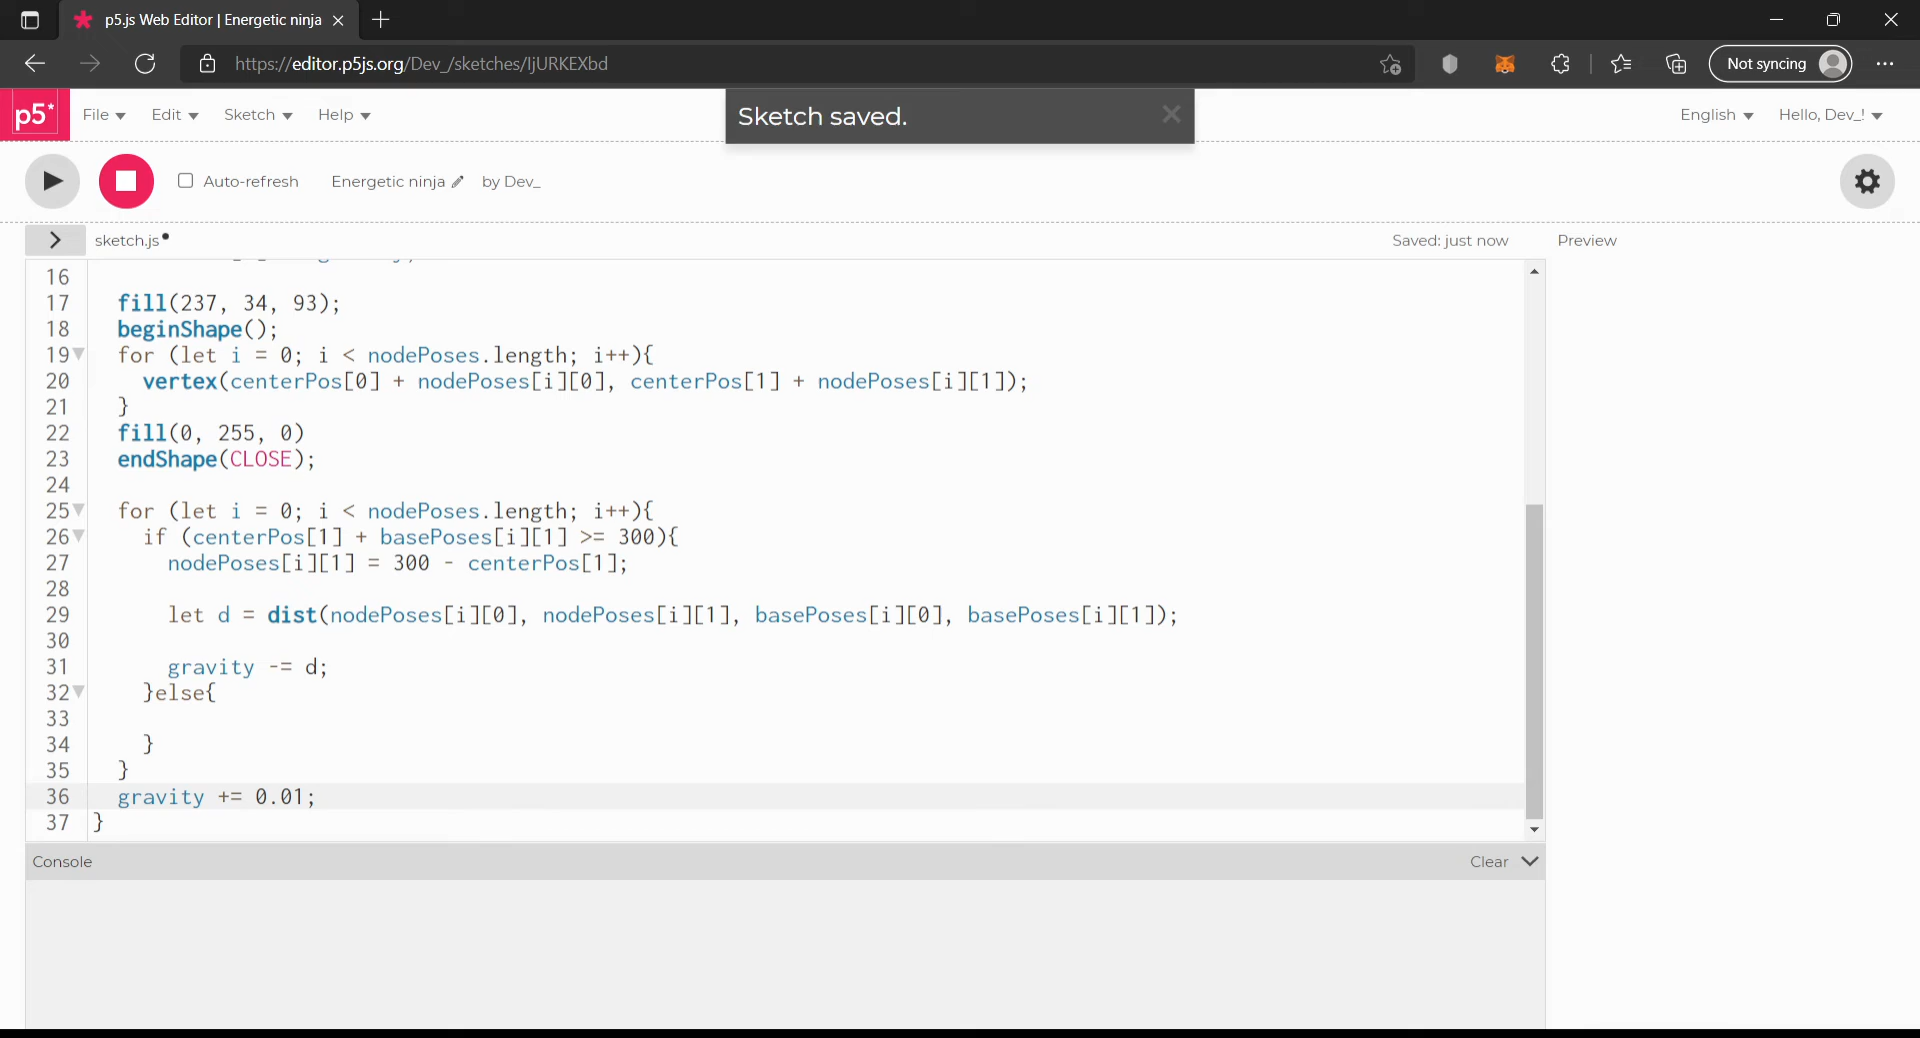 p5.js Web Editor | Energetic ninja
https://editor.p5js.org/Dev_/sketches/IjURKEXbd
Not syncing
p5* File Edit Sketch Help
Sketch saved.
English Hello, Dev_!
Auto-refresh Energetic ninja by Dev_
sketch.js
Saved: just now
Preview
16
17 fill(237, 34, 93);
18 beginShape();
19 for (let i = 0; i < nodePoses.length; i++){
20 vertex(centerPos[0] + nodePoses[i][0], centerPos[1] + nodePoses[i][1]);
21 }
22 fill(0, 255, 0)
23 endShape(CLOSE);
24
25 for (let i = 0; i < nodePoses.length; i++){
26 if (centerPos[1] + basePoses[i][1] >= 300){
27 nodePoses[i][1] = 300 - centerPos[1];
28
29 let d = dist(nodePoses[i][0], nodePoses[i][1], basePoses[i][0], basePoses[i][1]);
30
31 gravity -= d;
32 }else{
33
34 }
35 }
36 gravity += 0.01;
37 }
Console
Clear